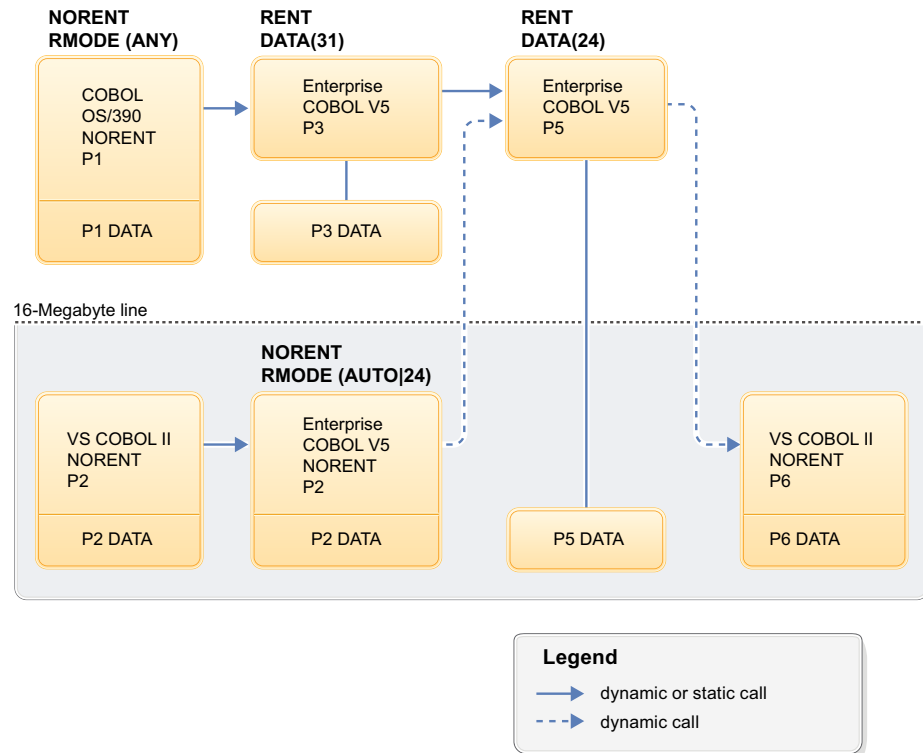 NORENT
RMODE (ANY)
RENT
DATA(31)
RENT
DATA(24)
COBOL
OS/390
NORENT
P1
P1 DATA
Enterprise
COBOL V5
P3
P3 DATA
Enterprise
COBOL V5
P5
16-Megabyte line
NORENT
RMODE (AUTO|24)
VS COBOL II
NORENT
P2
P2 DATA
Enterprise
COBOL V5
NORENT
P2
P2 DATA
P5 DATA
VS COBOL II
NORENT
P6
P6 DATA
Legend
dynamic or static call
dynamic call